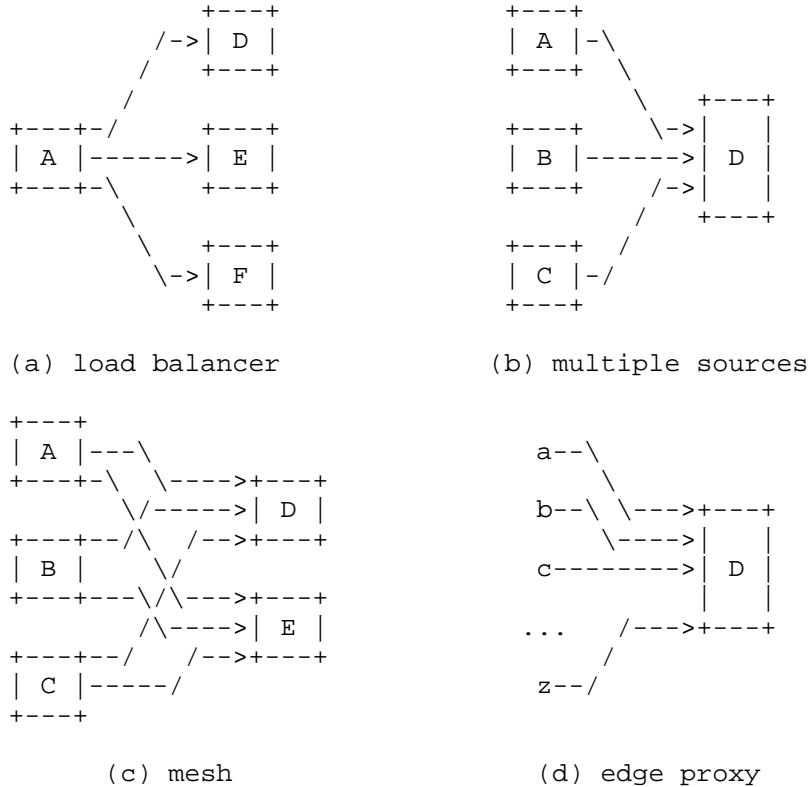 +---+                    +---+
      /->| D |                    | A |-\
     /   +---+                    +---+  \
    /                                     \    +---+
+---+-/      +---+                    +---+    \->|   |
| A |------->| E |                    | B |------>| D |
+---+-\      +---+                    +---+    /->|   |
       \                                      /   +---+
        \    +---+                    +---+  /
         \->| F |                    | C |-/
            +---+                    +---+
(a) load balancer                (b) multiple sources
+---+
| A |---\                         a--\
+---+-\  \---->+---+                  \
       \/----->| D |              b--\ \--->+---+
+---+--/\  /-->+---+                  \---->|   |
| B |    \/                       c-------->| D |
+---+---\/\--->+---+                        |   |
        /\---->| E |              ...   /--->+---+
+---+--/  /-->+---+                    /
| C |-----/                       z--/
+---+
(c) mesh                         (d) edge proxy